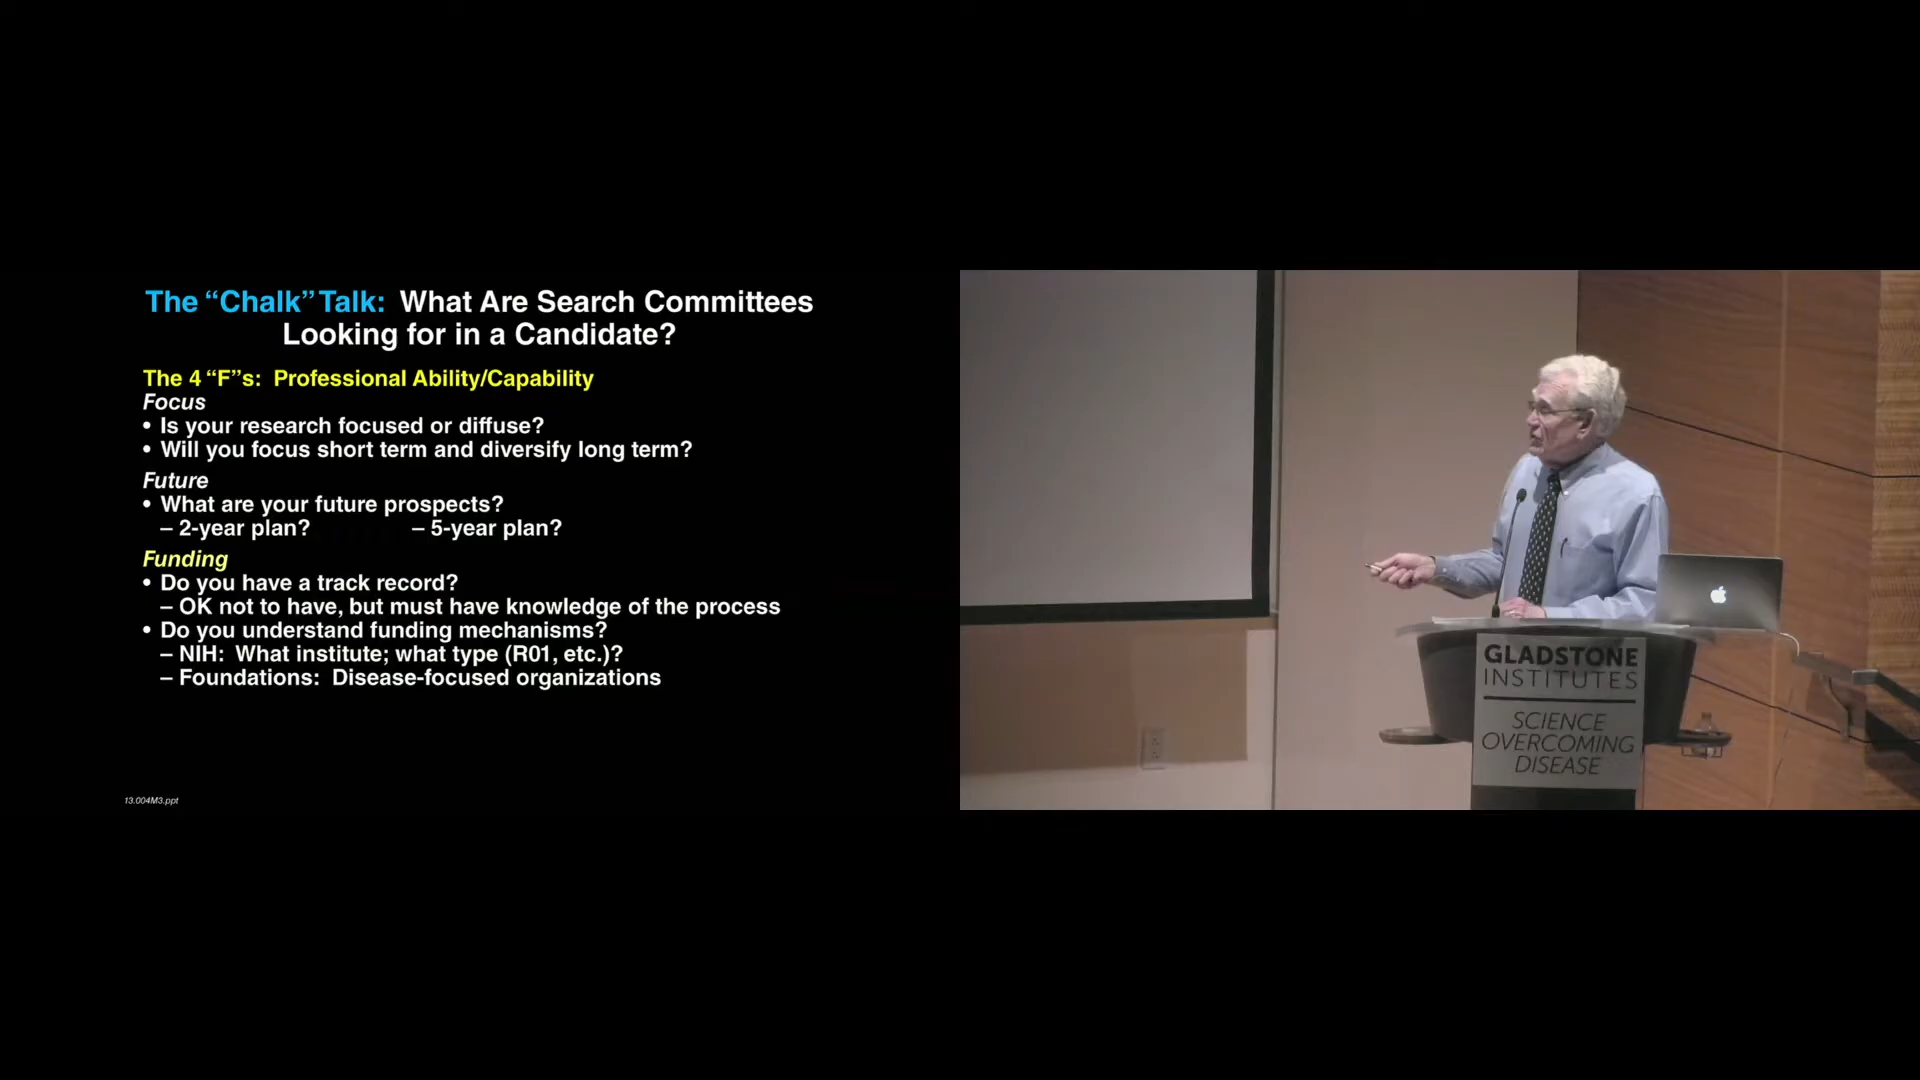 The “Chalk” Talk: What Are Search Committees
Looking for in a Candidate?
The 4 “F”s: Professional Ability/Capability
Focus
• Is your research focused or diffuse?
• Will you focus short term and diversify long term?
Future
• What are your future prospects?
– 2-year plan? – 5-year plan?
Funding
• Do you have a track record?
– OK not to have, but must have knowledge of the process
• Do you understand funding mechanisms?
– NIH: What institute; what type (R01, etc.)?
– Foundations: Disease-focused organizations
13.004M3.ppt
GLADSTONE
INSTITUTES
SCIENCE
OVERCOMING
DISEASE